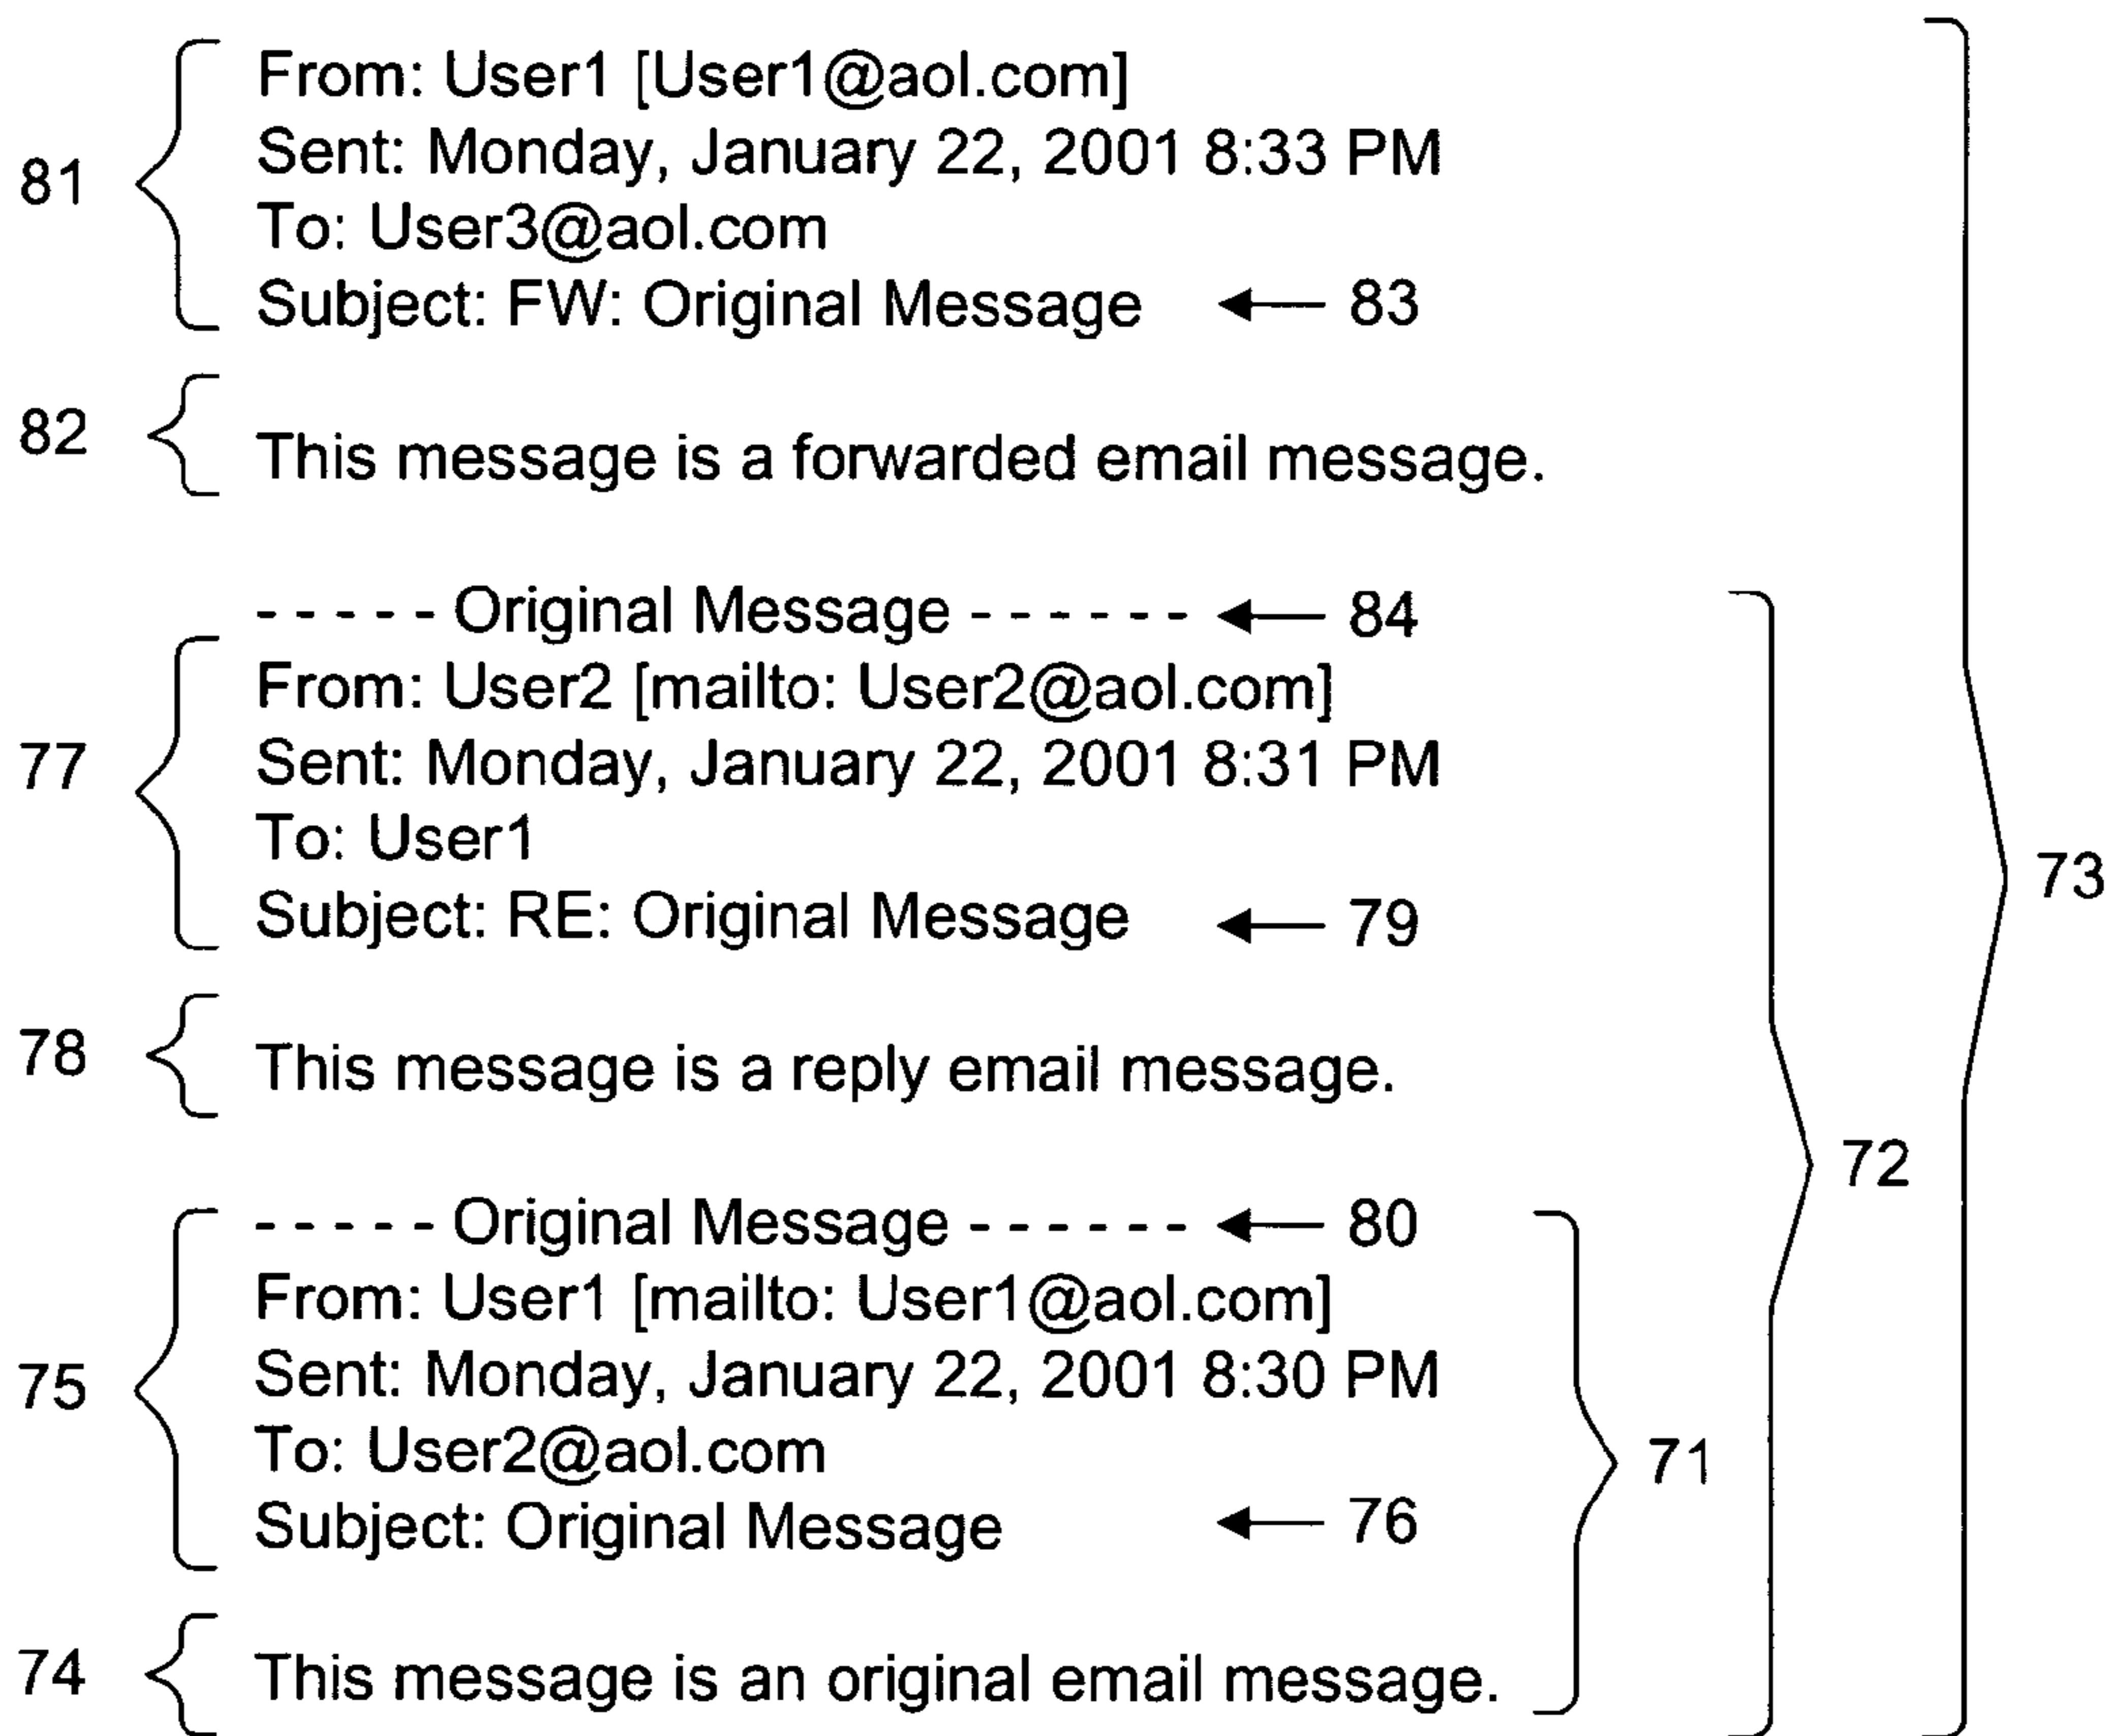 From: User1 [User1@aol.com]
81
Sent: Monday, January 22, 2001 8:33 PM
To: User3@aol.com
Subject: FW: Original Message 83
82
This message is a forwarded email message.
- - - - - Original Message - - - - - - 84
From: User2 [mailto: User2@aol.com]
77
Sent: Monday, January 22, 2001 8:31 PM
To: User1
73
Subject: RE: Original Message 79
78
This message is a reply email message.
72
- - - - - Original Message - - - - - - 80
From: User1 [mailto: User1@aol.com]
75
Sent: Monday, January 22, 2001 8:30 PM
To: User2@aol.com
71
Subject: Original Message 76
74
This message is an original email message.